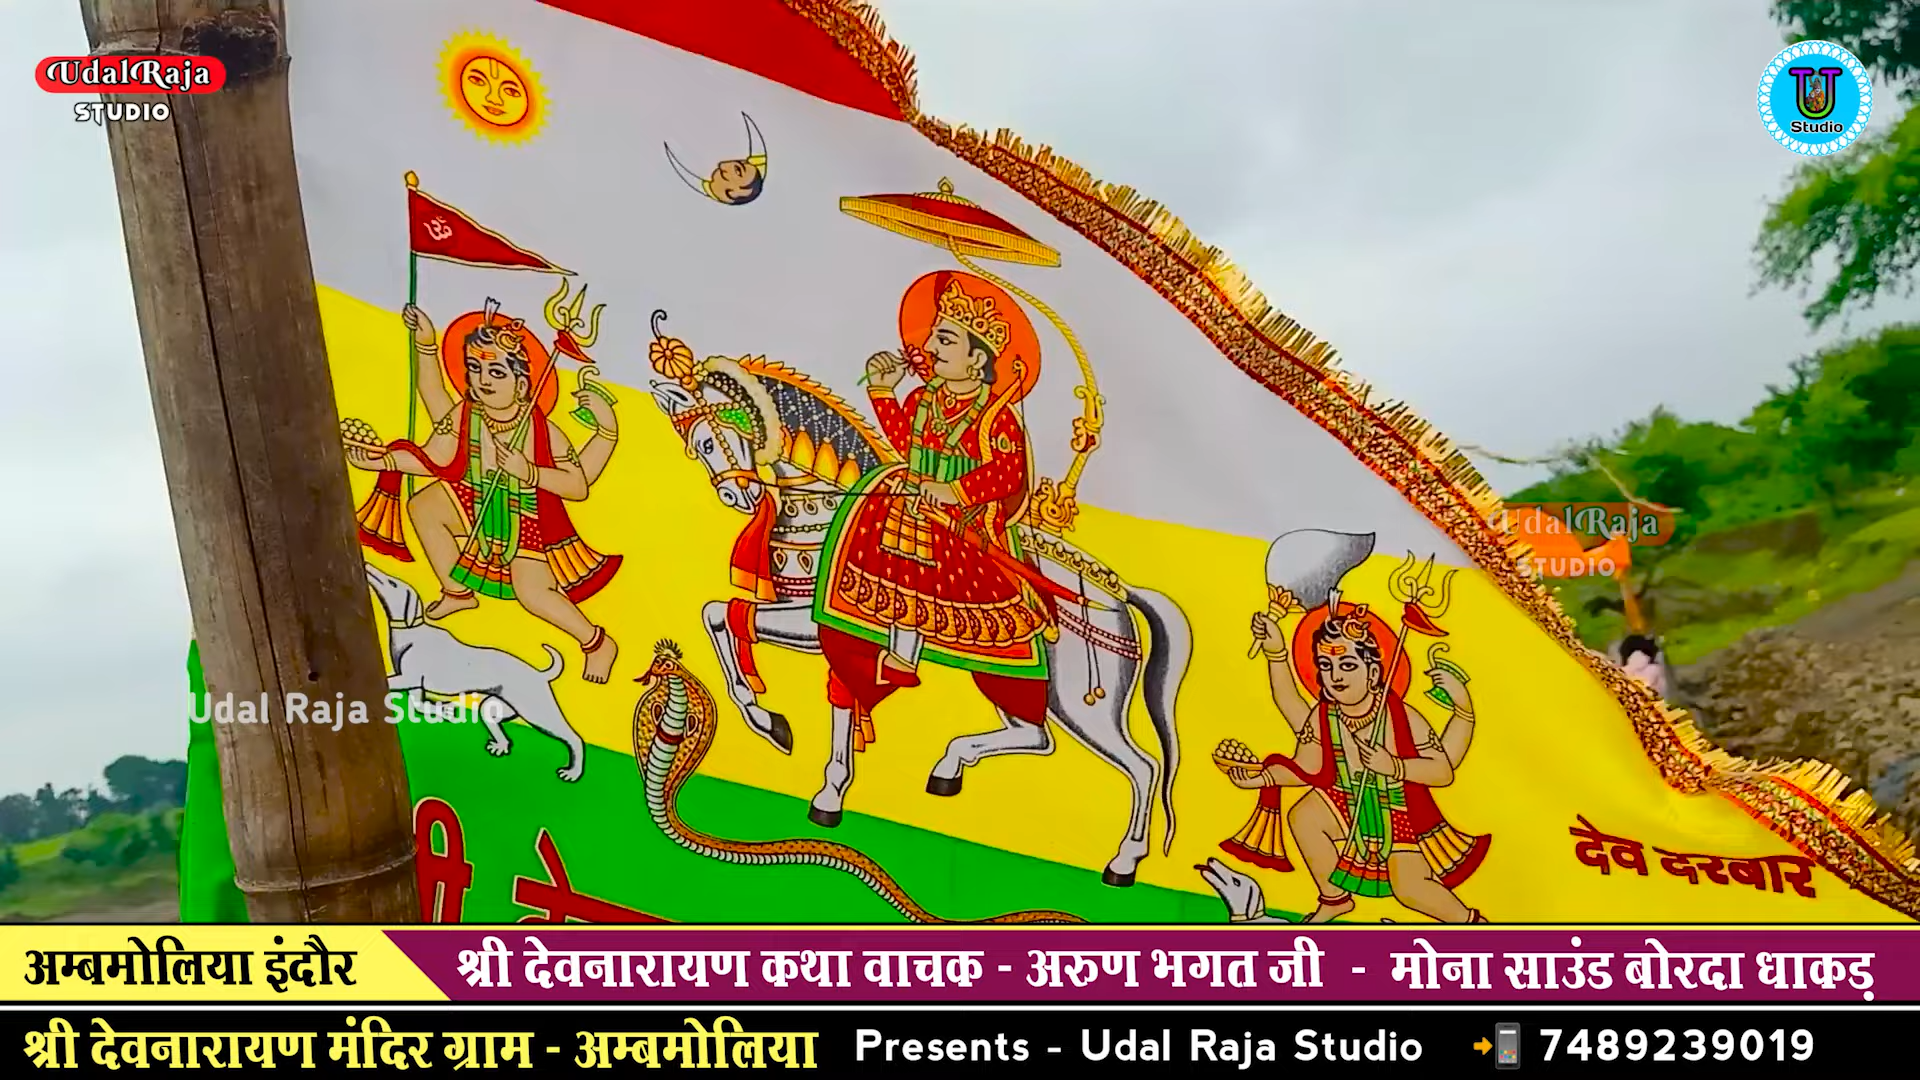 UdalRaja
STUDIO
U
Studio
ॐ
UdalRaja
STUDIO
Udal Raja Studio
देव दरबार
अम्बमोलिया इंदौर
श्री देवनारायण कथा वाचक - अरुण भगत जी - मोना साउंड बोरदा धाकड़
श्री देवनारायण मंदिर ग्राम - अम्बमोलिया
Presents - Udal Raja Studio
7489239019